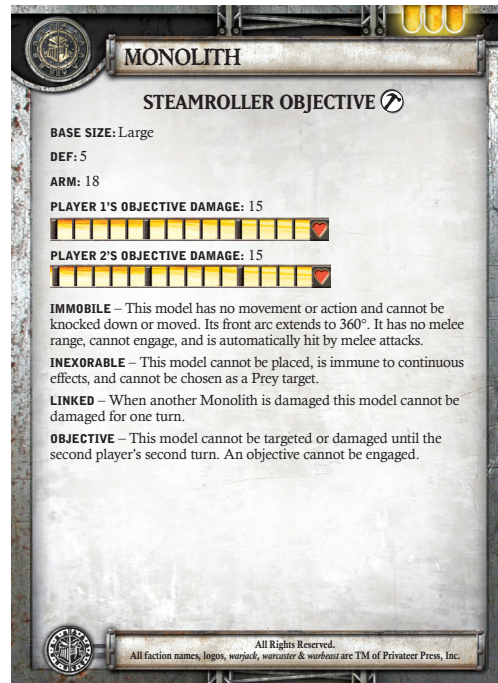 MONOLITH
STEAMROLLER OBJECTIVE
BASE SIZE: Large
DEF: 5
ARM: 18
PLAYER 1'S OBJECTIVE DAMAGE: 15
PLAYER 2'S OBJECTIVE DAMAGE: 15
IMMOBILE – This model has no movement or action and cannot be
knocked down or moved. Its front arc extends to 360°. It has no melee
range, cannot engage, and is automatically hit by melee attacks.
INEXORABLE – This model cannot be placed, is immune to continuous
effects, and cannot be chosen as a Prey target.
LINKED – When another Monolith is damaged this model cannot be
damaged for one turn.
OBJECTIVE – This model cannot be targeted or damaged until the
second player's second turn. An objective cannot be engaged.
All Rights Reserved.
All faction names, logos, warjack, warcaster & warbeast are TM of Privateer Press, Inc.